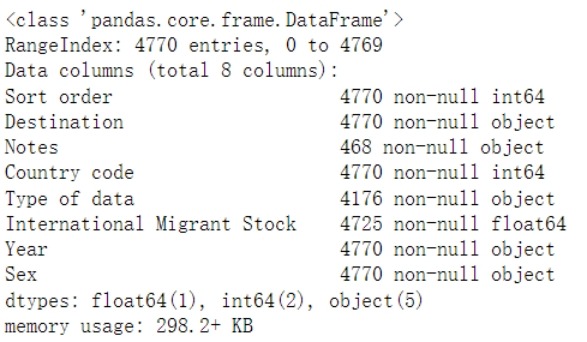 <class 'pandas.core.frame.DataFrame'>
RangeIndex: 4770 entries, 0 to 4769
Data columns (total 8 columns):
Sort order                     4770 non-null int64
Destination                    4770 non-null object
Notes                          468 non-null object
Country code                   4770 non-null int64
Type of data                   4176 non-null object
International Migrant Stock    4725 non-null float64
Year                           4770 non-null object
Sex                            4770 non-null object
dtypes: float64(1), int64(2), object(5)
memory usage: 298.2+ KB